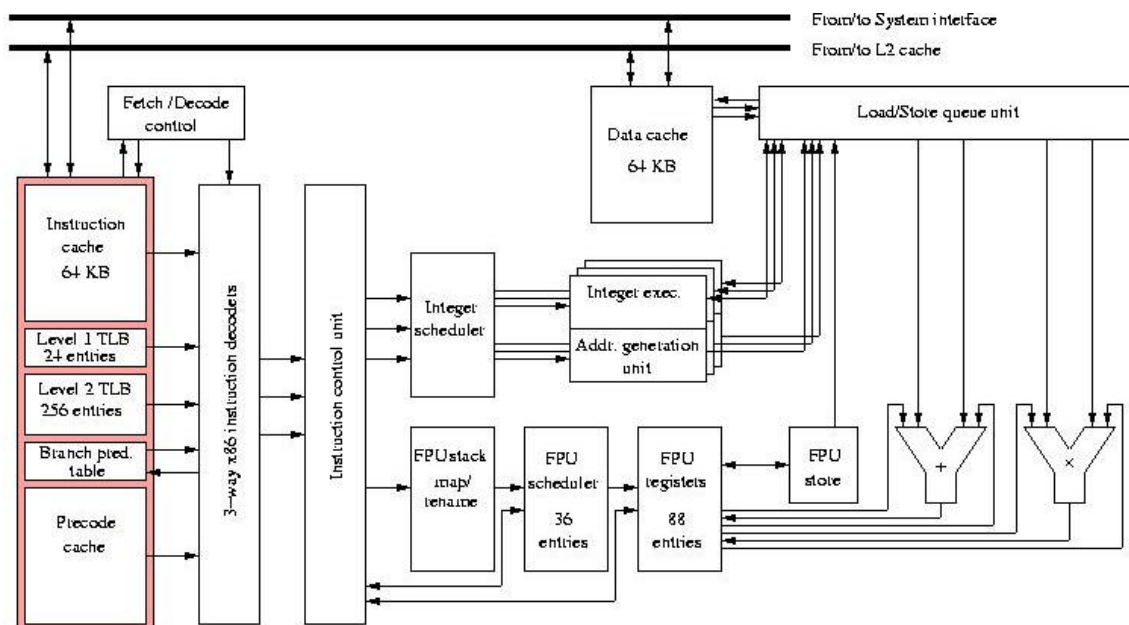 From/to System interface
From/to L2 cache
Fetch / Decode
control
Data cache
64 KB
Load/Store queue unit
Instruction
cache
64 KB
Level 1 TLB
24 entries
Level 2 TLB
256 entries
Branch pred.
table
Precode
cache
3-way x86 instruction decoders
Instruction control unit
Integer
scheduler
Integer exec.
Addr. generation
unit
FPU stack
map/
rename
FPU
scheduler
36
entries
FPU
registers
88
entries
FPU
store
+
×